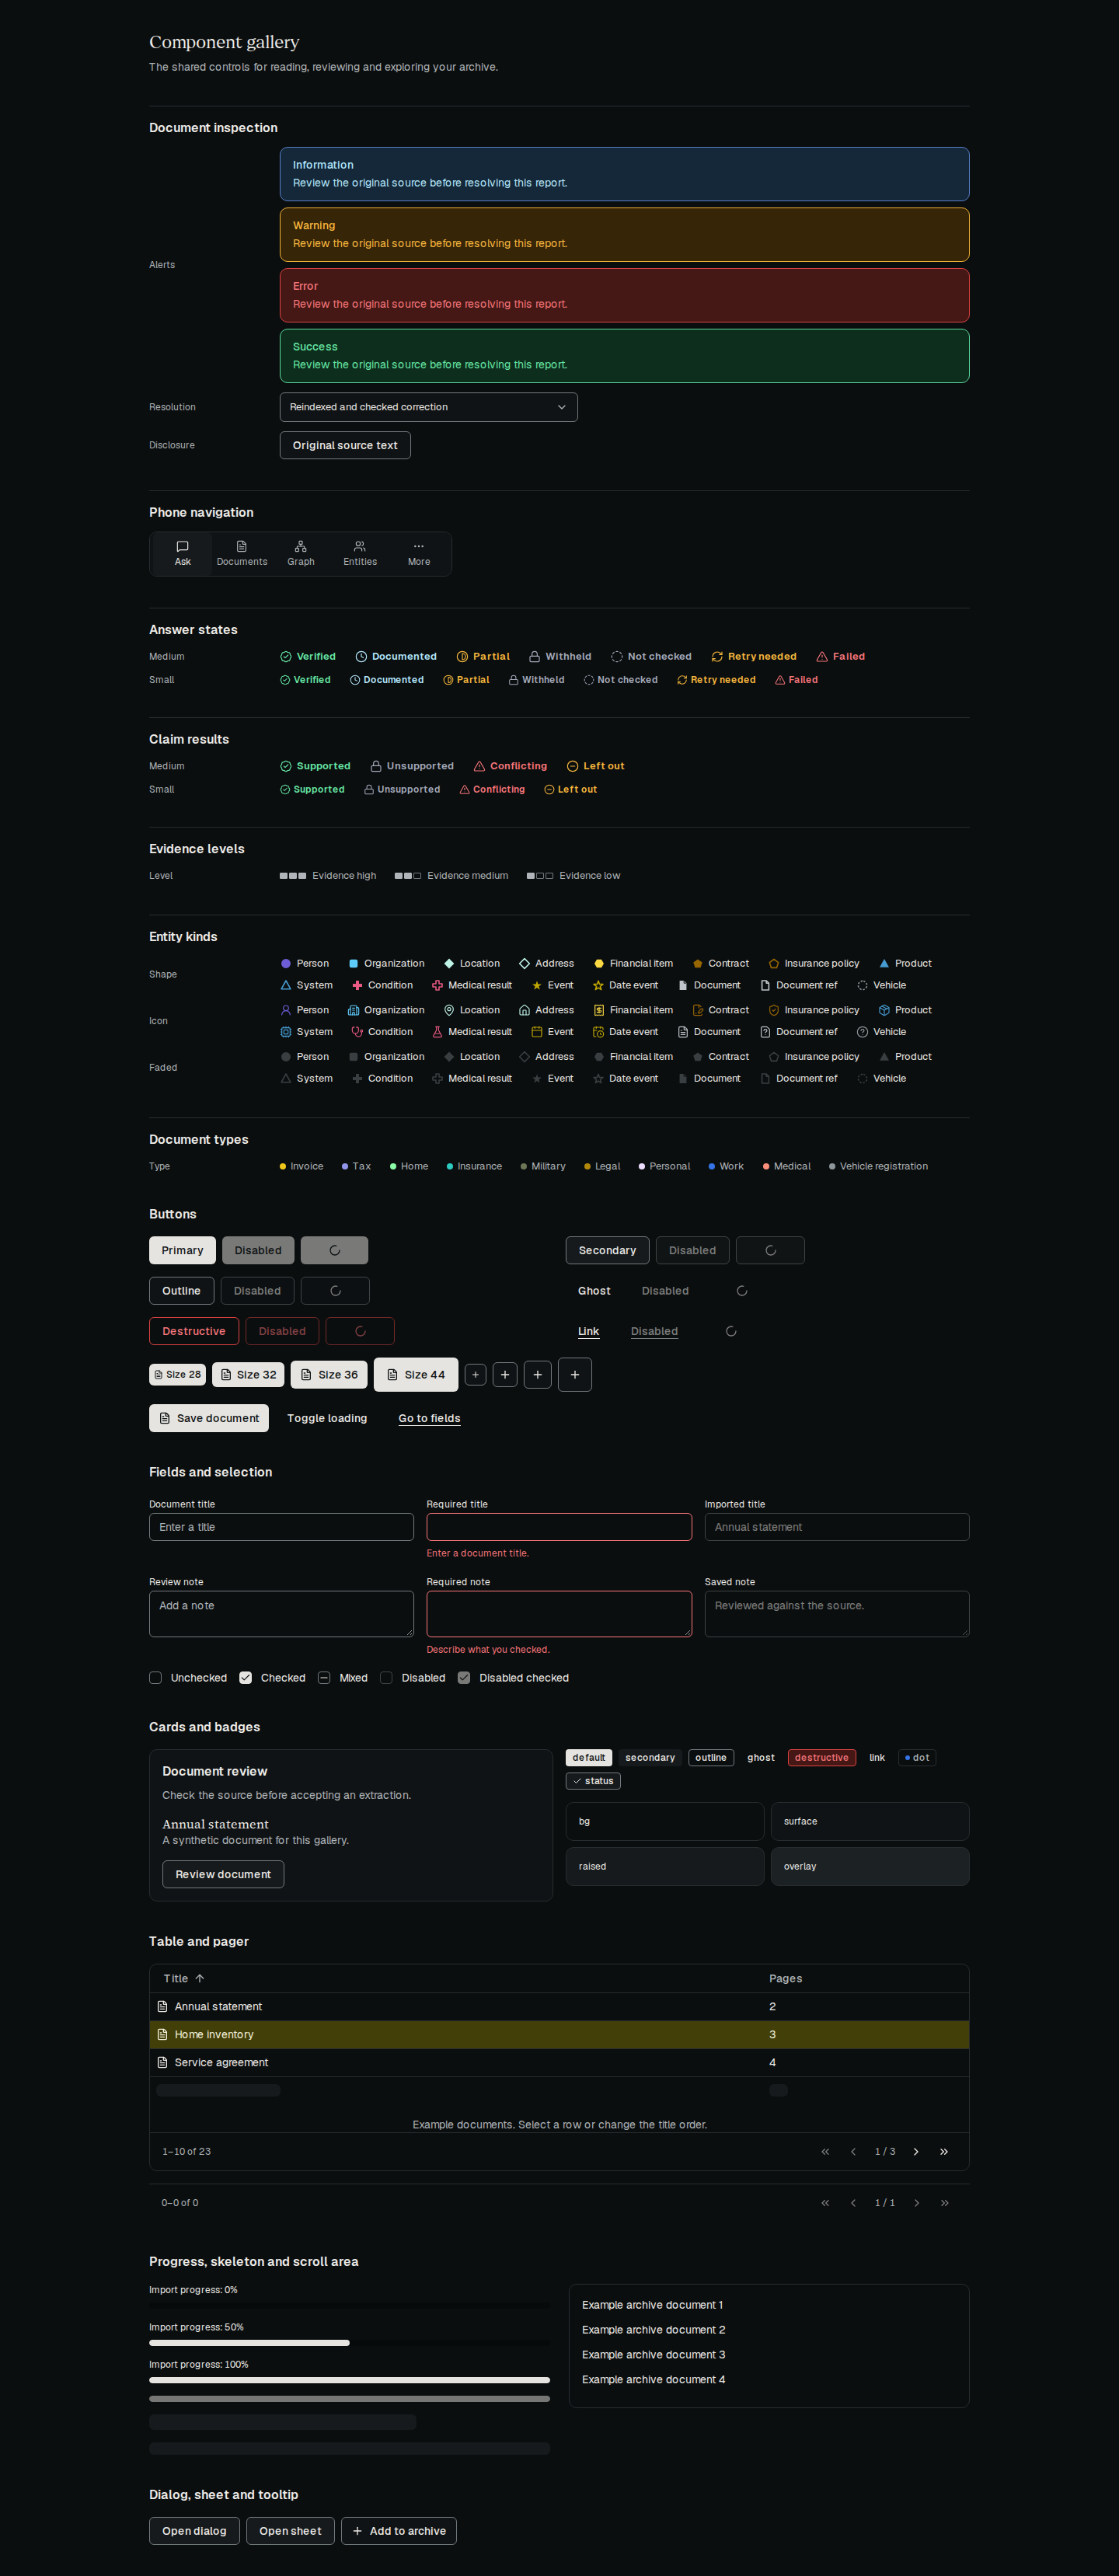 Component gallery
The shared controls for reading, reviewing and exploring your archive.
Document inspection
Alerts
Information
Review the original source before resolving this report.
Warning
Review the original source before resolving this report.
Error
Review the original source before resolving this report.
Success
Review the original source before resolving this report.
Resolution
Reindexed and checked correction
Disclosure
Original source text
Phone navigation
Ask Documents Graph Entities More
Answer states
Medium Verified Documented Partial Withheld Not checked Retry needed Failed
Small Verified Documented Partial Withheld Not checked Retry needed Failed
Claim results
Medium Supported Unsupported Conflicting Left out
Small Supported Unsupported Conflicting Left out
Evidence levels
Level Evidence high Evidence medium Evidence low
Entity kinds
Shape
Person Organization Location Address Financial item Contract Insurance policy Product
System Condition Medical result Event Date event Document Document ref Vehicle
Icon
Person Organization Location Address Financial item Contract Insurance policy Product
System Condition Medical result Event Date event Document Document ref Vehicle
Faded
Person Organization Location Address Financial item Contract Insurance policy Product
System Condition Medical result Event Date event Document Document ref Vehicle
Document types
Type Invoice Tax Home Insurance Military Legal Personal Work Medical Vehicle registration
Buttons
Primary Disabled Secondary Disabled
Outline Disabled Ghost Disabled
Destructive Disabled Link Disabled
Size 28 Size 32 Size 36 Size 44
Save document Toggle loading Go to fields
Fields and selection
Document title Required title Imported title
Enter a title Annual statement
Enter a document title.
Review note Required note Saved note
Add a note Reviewed against the source.
Describe what you checked.
Unchecked Checked Mixed Disabled Disabled checked
Cards and badges
Document review
Check the source before accepting an extraction.
Annual statement
A synthetic document for this gallery.
Review document
default secondary outline ghost destructive link dot
status
bg surface
raised overlay
Table and pager
Title Pages
Annual statement 2
Home inventory 3
Service agreement 4
Example documents. Select a row or change the title order.
1–10 of 23 1 / 3
0–0 of 0 1 / 1
Progress, skeleton and scroll area
Import progress: 0%
Import progress: 50%
Import progress: 100%
Example archive document 1
Example archive document 2
Example archive document 3
Example archive document 4
Dialog, sheet and tooltip
Open dialog Open sheet Add to archive